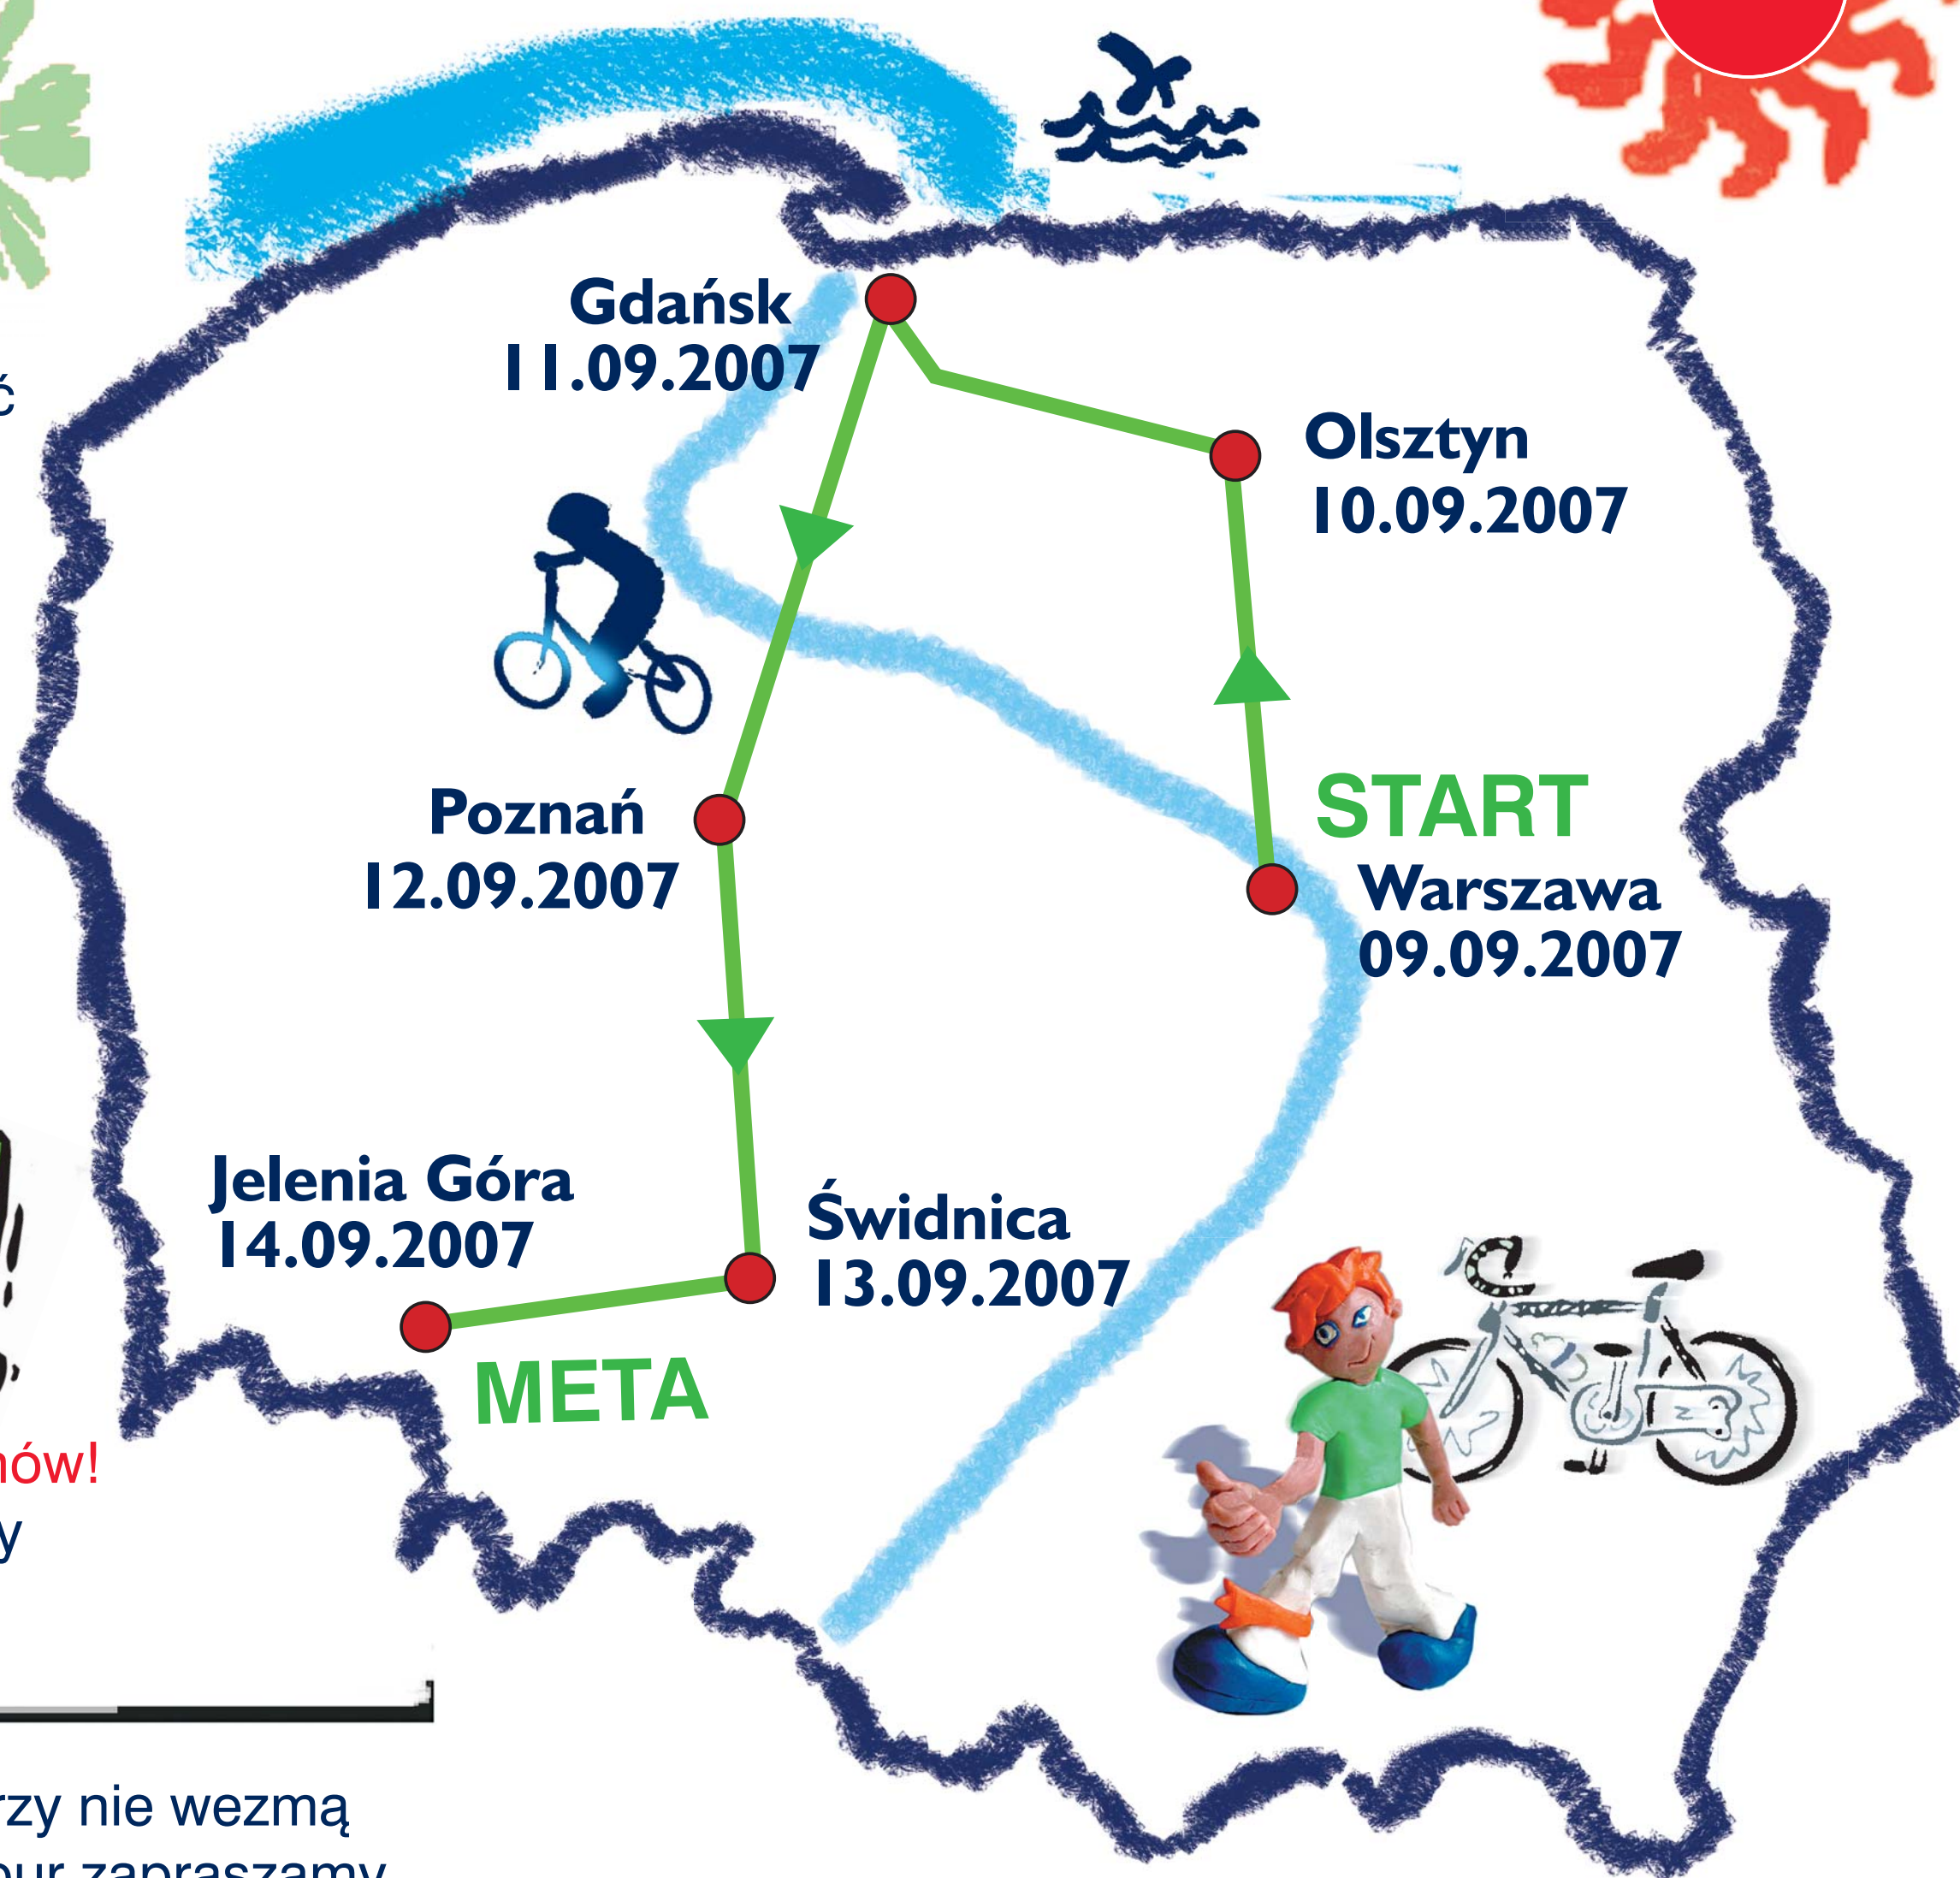 Gdańsk
11.09.2007
Olsztyn
10.09.2007
Poznań
12.09.2007
START
Warszawa
09.09.2007
Jelenia Góra
14.09.2007
Świdnica
13.09.2007
META
nie wezmą
zapraszamy